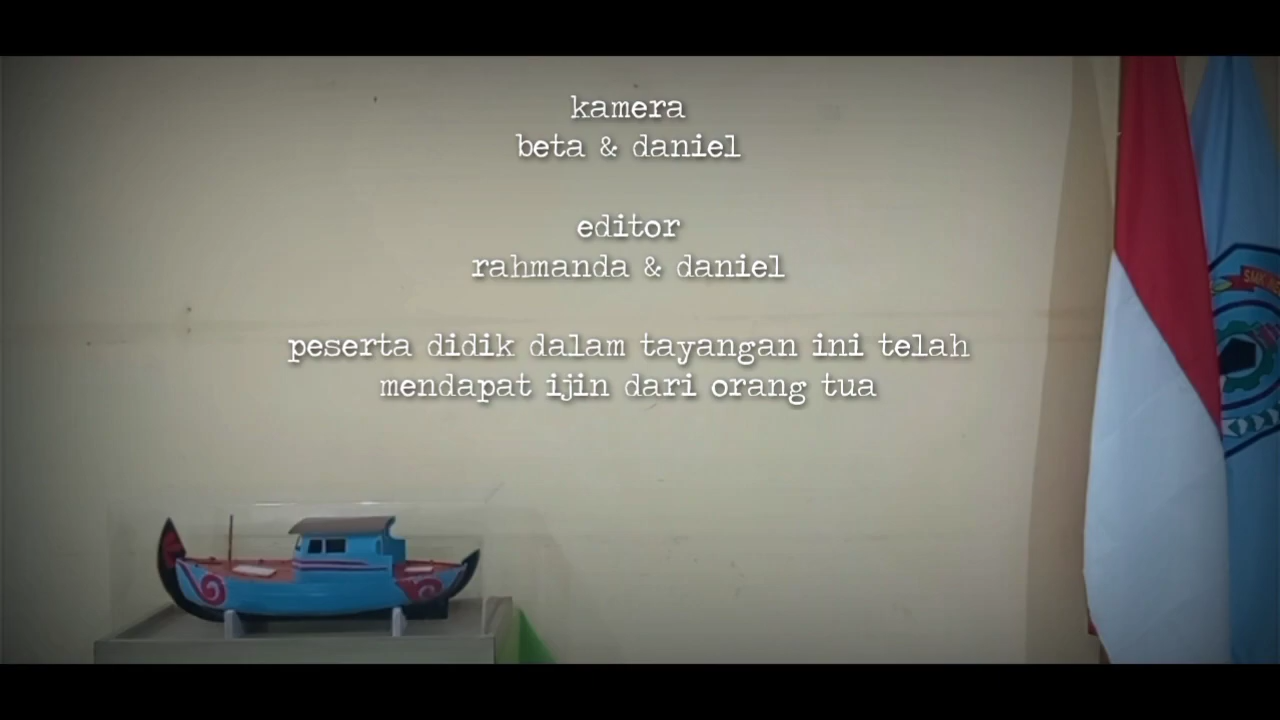 kamera
beta & daniel
editor
rahmanda & daniel
peserta didik dalam tayangan ini telah
mendapat ijin dari orang tua